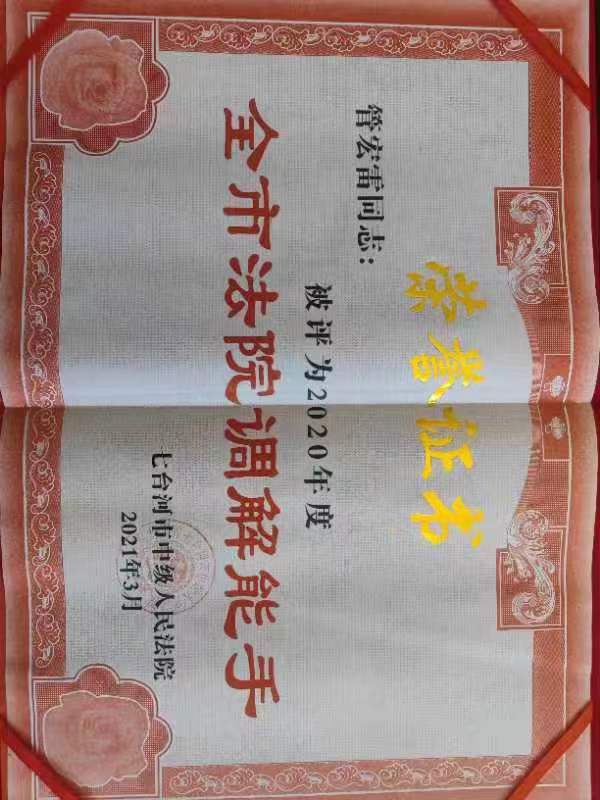 荣誉证书
管宏雷同志：
被评为2020年度
全市法院调解能手
七台河市中级人民法院
2021年3月